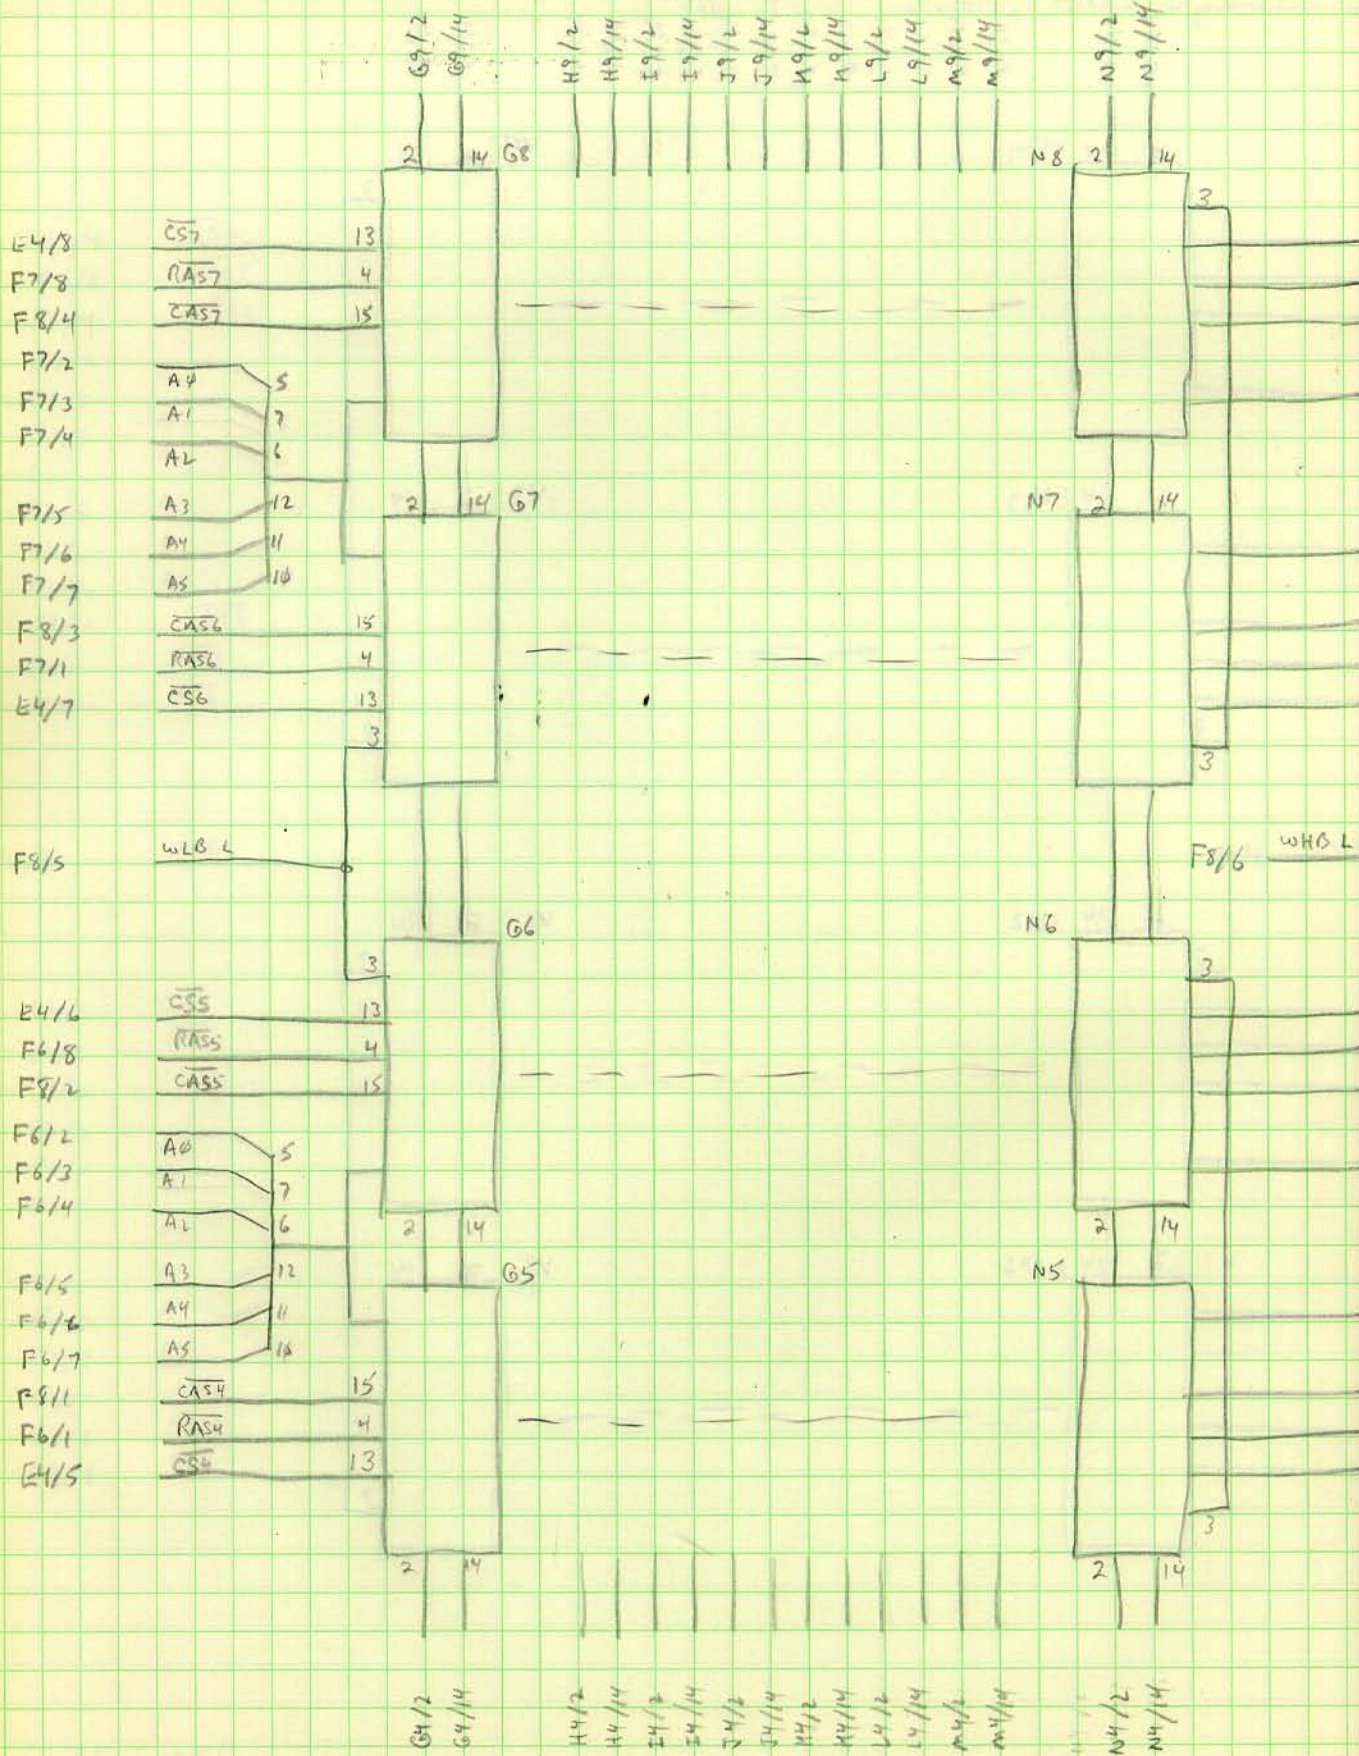 G9/2 G9/14 H9/2 H9/14 I9/2 I9/14 J9/2 J9/14 K9/2 K9/14 L9/2 L9/14 M9/2 M9/14 N9/2 N9/14
2 14 G8 N8 2 14
3
E4/8 CS7 13
F7/8 RAS7 4
F8/4 CAS7 15
F7/2 A0 5
F7/3 A1 7
F7/4 A2 6
2 14 G7 N7 2 14
F7/5 A3 12
F7/6 A4 11
F7/7 A5 10
F8/3 CAS6 15
F7/1 RAS6 4
E4/7 CS6 13
3 3
F8/5 WLB L F8/6 WHB L
G6 N6
3 3
E4/6 CS5 13
F6/8 RAS5 4
F8/2 CAS5 15
F6/2 A0 5
F6/3 A1 7
F6/4 A2 6
2 14 2 14
G5 N5
F6/5 A3 12
F6/6 A4 11
F6/7 A5 10
F8/1 CAS4 15
F6/1 RAS4 4
E4/5 CS4 13
3
2 14 2 14
G4/2 G4/14 H4/2 H4/14 I4/2 I4/14 J4/2 J4/14 K4/2 K4/14 L4/2 L4/14 M4/2 M4/14 N4/2 N4/14